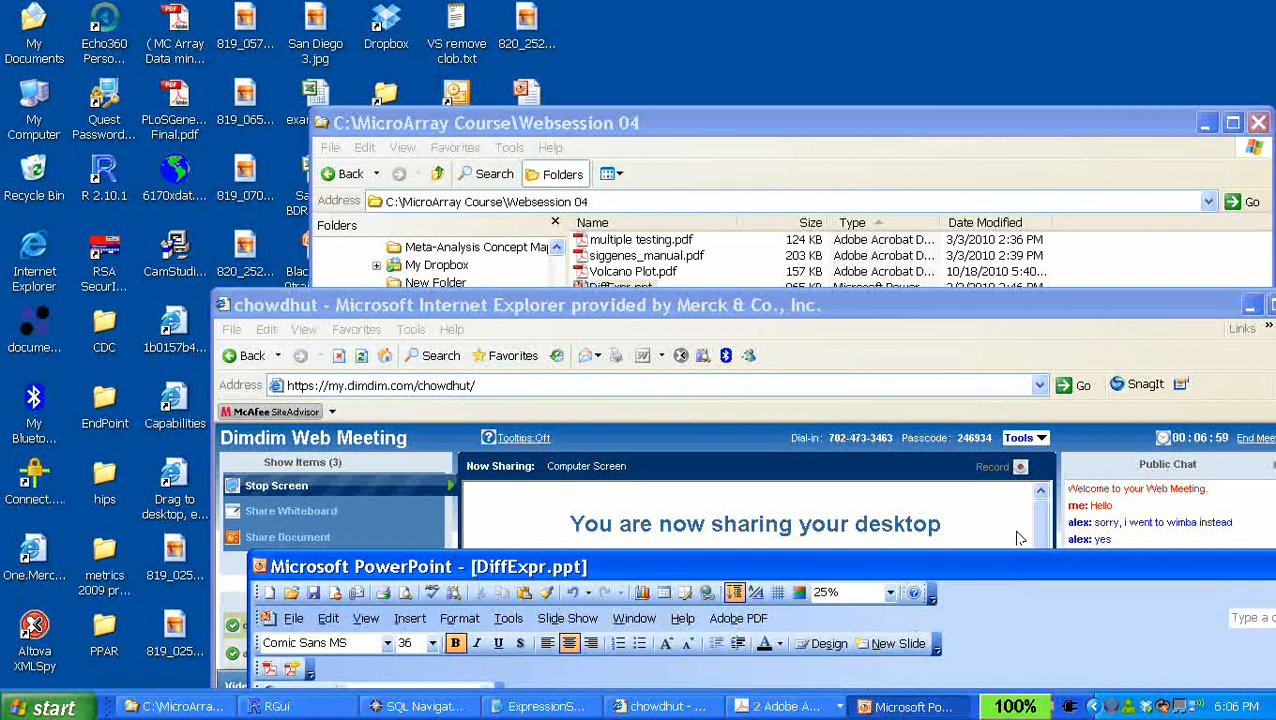 My Documents
Echo360 Perso...
( MC Array Data min...
819_057...
San Diego 3.jpg
Dropbox
VS remove clob.txt
820_252...
My Computer
Quest Password...
PLoSGene... Final.pdf
819_065...
Recycle Bin
R 2.10.1
6170xdat...
819_070...
Internet Explorer
RSA SecurI...
CamStudi...
820_252...
docume...
CDC
1b0157b4...
My Blueto...
EndPoint
Capabilities
Connect....
hips
Drag to desktop, e...
One.Merc...
metrics 2009 pr...
819_025...
Altova XMLSpy
PPAR
819_025...
C:\MicroArray Course\Websession 04
File Edit View Favorites Tools Help
Back Search Folders
Address C:\MicroArray Course\Websession 04 Go
Folders
Name Size Type Date Modified
Meta-Analysis Concept Ma
My Dropbox
New Folder
multiple testing.pdf 124 KB Adobe Acrobat D... 3/3/2010 2:36 PM
siggenes_manual.pdf 203 KB Adobe Acrobat D... 3/3/2010 2:39 PM
Volcano Plot.pdf 157 KB Adobe Acrobat D... 10/18/2010 5:40...
chowdhut - Microsoft Internet Explorer provided by Merck & Co., Inc.
File Edit View Favorites Tools Help
Links »
Back Search Favorites
Address https://my.dimdim.com/chowdhut/ Go SnagIt
McAfee SiteAdvisor
Dimdim Web Meeting
Tooltips:Off
Dial-in: 702-473-3463 Passcode: 246934 Tools
00:06:59 End Mee
Show Items (3)
Stop Screen
Share Whiteboard
Share Document
Now Sharing: Computer Screen
Record
You are now sharing your desktop
Public Chat
Welcome to your Web Meeting.
me: Hello
alex: sorry, i went to wimba instead
alex: yes
Microsoft PowerPoint - [DiffExpr.ppt]
25%
File Edit View Insert Format Tools Slide Show Window Help Adobe PDF
Type a c
Comic Sans MS 36 B I U S Design New Slide
start
C:\MicroArra...
RGui
SQL Navigat...
ExpressionS...
chowdhut - ...
2 Adobe A...
Microsoft Po...
100%
6:06 PM